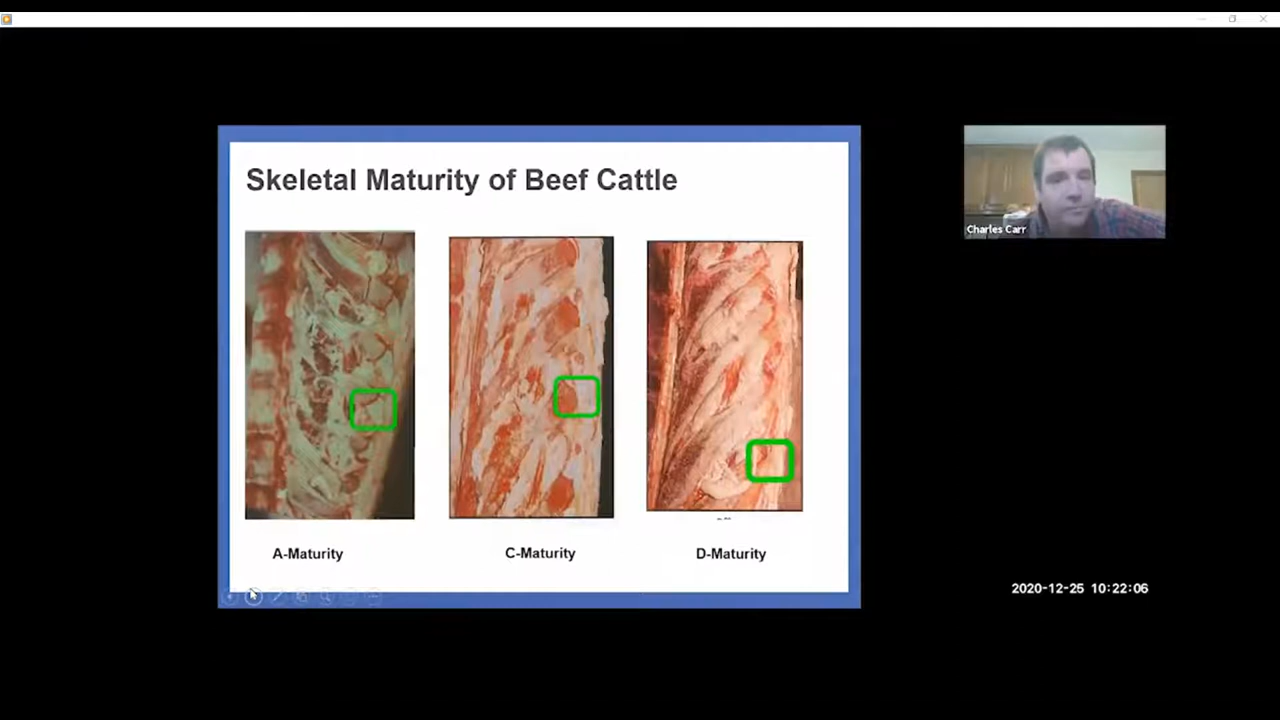 Skeletal Maturity of Beef Cattle
Charles Carr
A-Maturity
C-Maturity
D-Maturity
2020-12-25 10:22:06